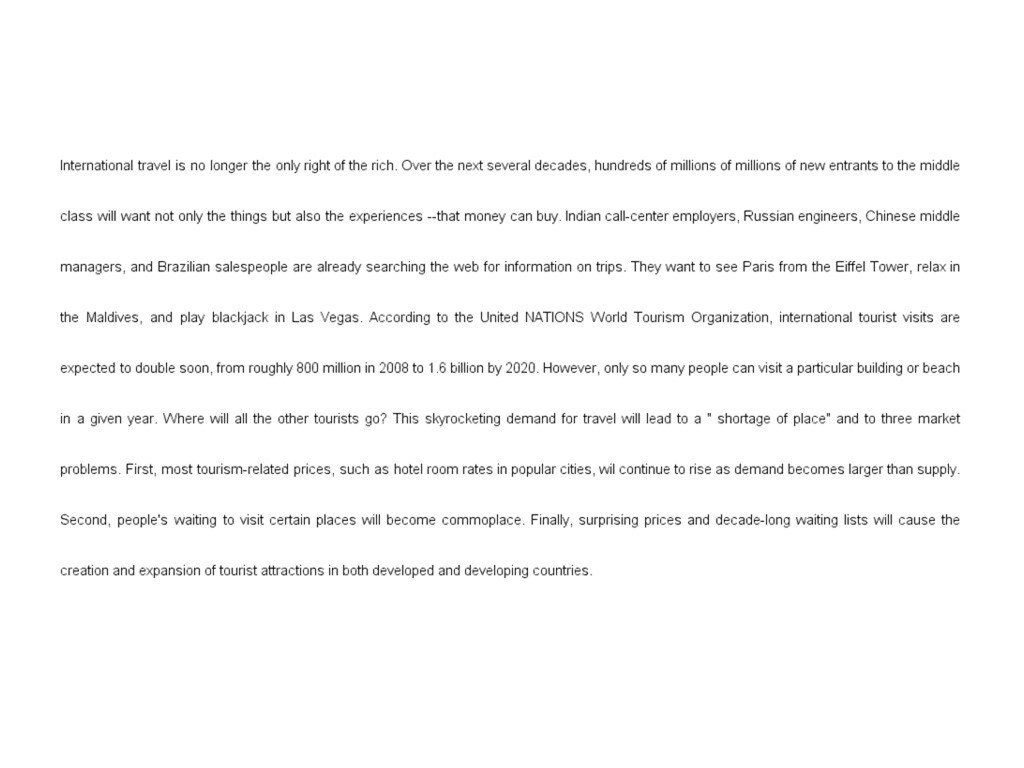 International travel is no longer the only right of the rich. Over the next several decades, hundreds of millions of millions of new entrants to the middle
class will want not only the things but also the experiences --that money can buy. Indian call-center employers, Russian engineers, Chinese middle
managers, and Brazilian salespeople are already searching the web for information on trips. They want to see Paris from the Eiffel Tower, relax in
the Maldives, and play blackjack in Las Vegas. According to the United NATIONS World Tourism Organization, international tourist visits are
expected to double soon, from roughly 800 million in 2008 to 1.6 billion by 2020. However, only so many people can visit a particular building or beach
in a given year. Where will all the other tourists go? This skyrocketing demand for travel will lead to a " shortage of place" and to three market
problems. First, most tourism-related prices, such as hotel room rates in popular cities, wil continue to rise as demand becomes larger than supply.
Second, people's waiting to visit certain places will become commoplace. Finally, surprising prices and decade-long waiting lists will cause the
creation and expansion of tourist attractions in both developed and developing countries.